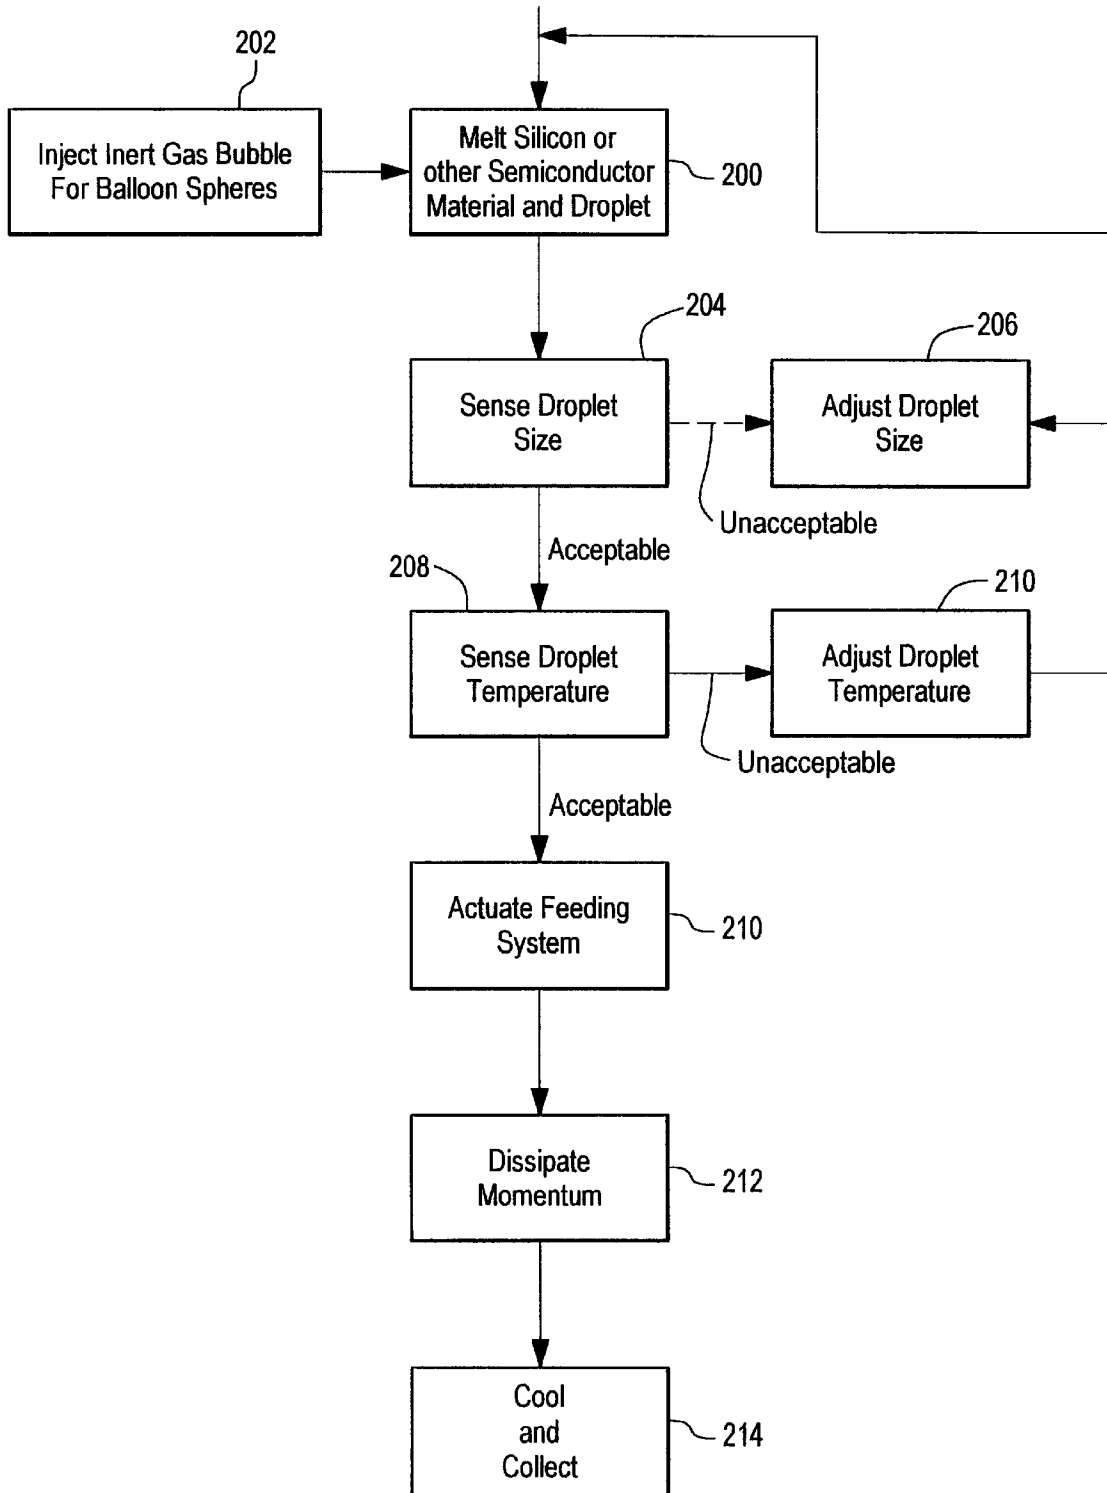 202
Inject Inert Gas Bubble
For Balloon Spheres
Melt Silicon or
other Semiconductor
Material and Droplet
200
204
Sense Droplet
Size
206
Adjust Droplet
Size
Unacceptable
Acceptable
208
Sense Droplet
Temperature
210
Adjust Droplet
Temperature
Unacceptable
Acceptable
Actuate Feeding
System
210
Dissipate
Momentum
212
Cool
and
Collect
214